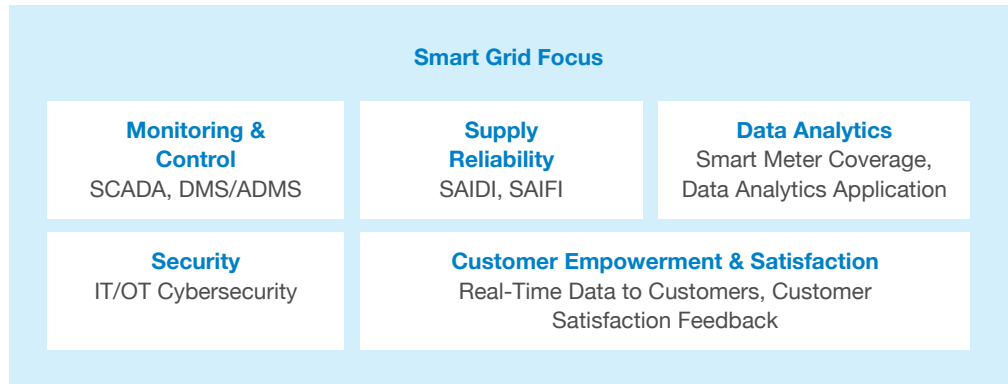 Smart Grid Focus
Monitoring &
Control
SCADA, DMS/ADMS
Supply
Reliability
SAIDI, SAIFI
Data Analytics
Smart Meter Coverage,
Data Analytics Application
Security
IT/OT Cybersecurity
Customer Empowerment & Satisfaction
Real-Time Data to Customers, Customer
Satisfaction Feedback